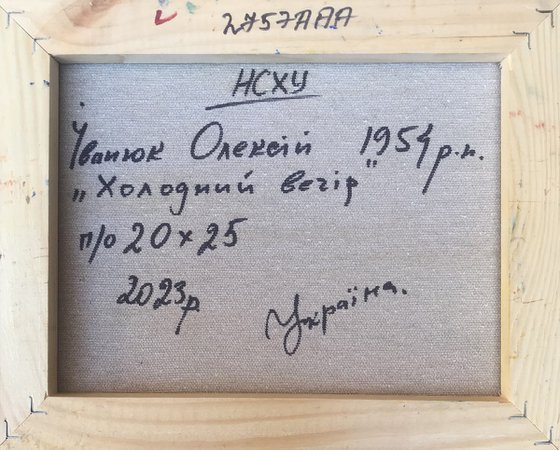 2757AAA
НСХУ
Іванюк Олексій 1954 р.н.
"Холодний вечір"
п/о 20 x 25
2023р
Україна.